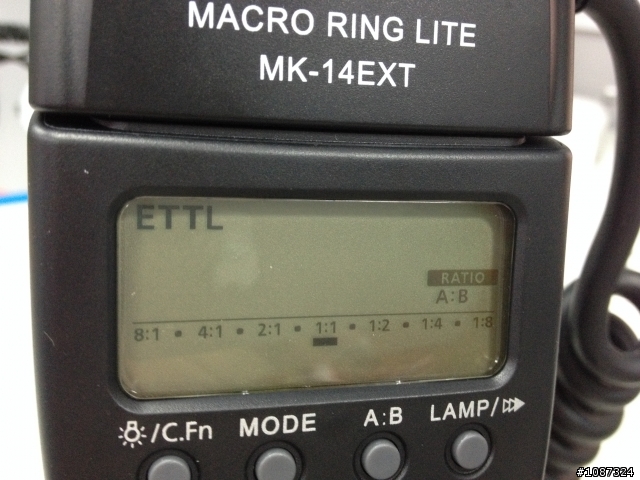 MACRO RING LITE
MK-14EXT
ETTL
RATIO
A:B
8:1 • 4:1 • 2:1 • 1:1 • 1:2 • 1:4 • 1:8
/C.Fn MODE A:B LAMP/
#1087324